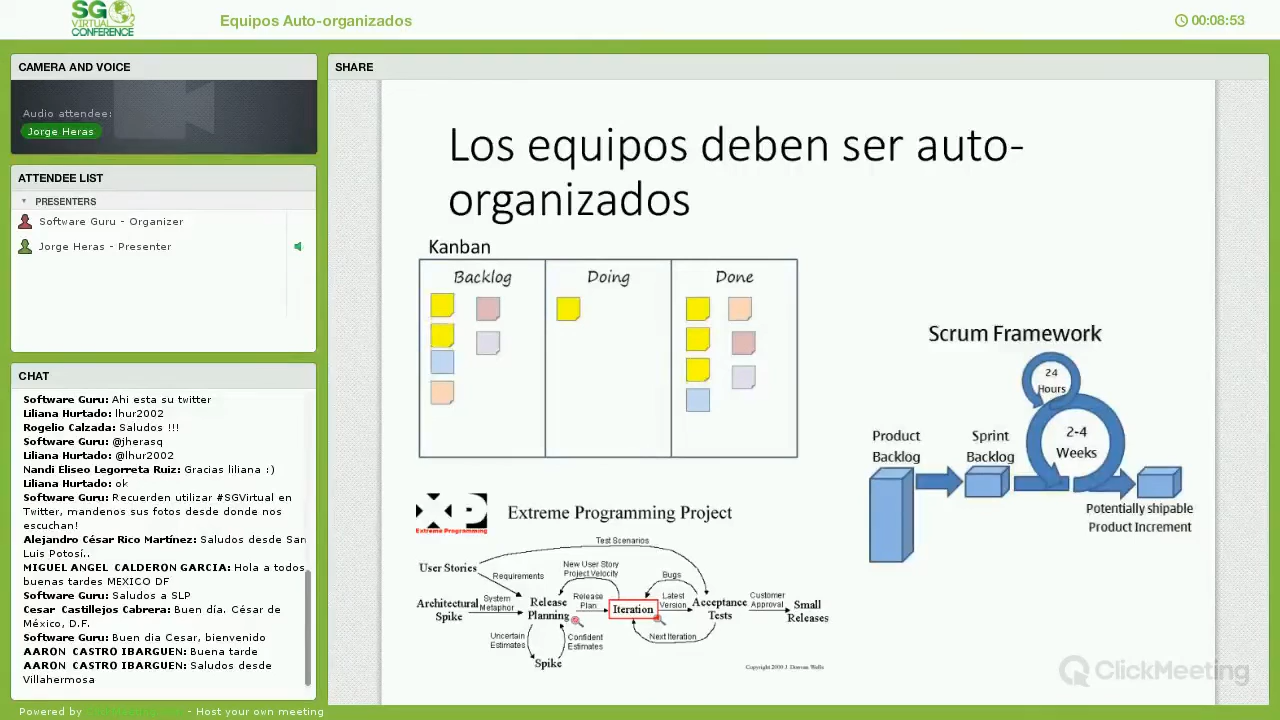 SG
VIRTUAL
CONFERENCE
Equipos Auto-organizados
00:08:53
CAMERA AND VOICE
Audio attendee:
Jorge Heras
ATTENDEE LIST
PRESENTERS
Software Guru - Organizer
Jorge Heras - Presenter
CHAT
Software Guru: Ahi esta su twitter
Liliana Hurtado: lhur2002
Rogelio Calzada: Saludos !!!
Software Guru: @jherasq
Liliana Hurtado: @lhur2002
Nandi Eliseo Legorreta Ruiz: Gracias liliana :)
Liliana Hurtado: ok
Software Guru: Recuerden utilizar #SGVirtual en
Twitter, mandenos sus fotos desde donde nos
escuchan!
Alejandro César Rico Martínez: Saludos desde San
Luis Potosí..
MIGUEL ANGEL CALDERON GARCIA: Hola a todos
buenas tardes MEXICO DF
Software Guru: Saludos a SLP
Cesar Castillejos Cabrera: Buen día. César de
México, D.F.
Software Guru: buen dia Cesar, bienvenido
AARON CASTRO IBARGUEN: Buena tarde
AARON CASTRO IBARGUEN: Saludos desde
Villahermosa
Powered by - Host your own meeting
SHARE
Los equipos deben ser auto-
organizados
Kanban
Backlog
Doing
Done
Scrum Framework
24
Hours
2-4
Weeks
Product
Backlog
Sprint
Backlog
Potentially shipable
Product Increment
XP
Extreme Programming
Extreme Programming Project
Test Scenarios
User Stories
Requirements
New User Story
Project Velocity
Bugs
Architectural
Spike
System
Metaphor
Release
Planning
Release
Plan
Iteration
Latest
Version
Acceptance
Tests
Customer
Approval
Small
Releases
Uncertain
Estimates
Confident
Estimates
Next Iteration
Spike
Copyright 2000 J. Donvan Wells
ClickMeeting